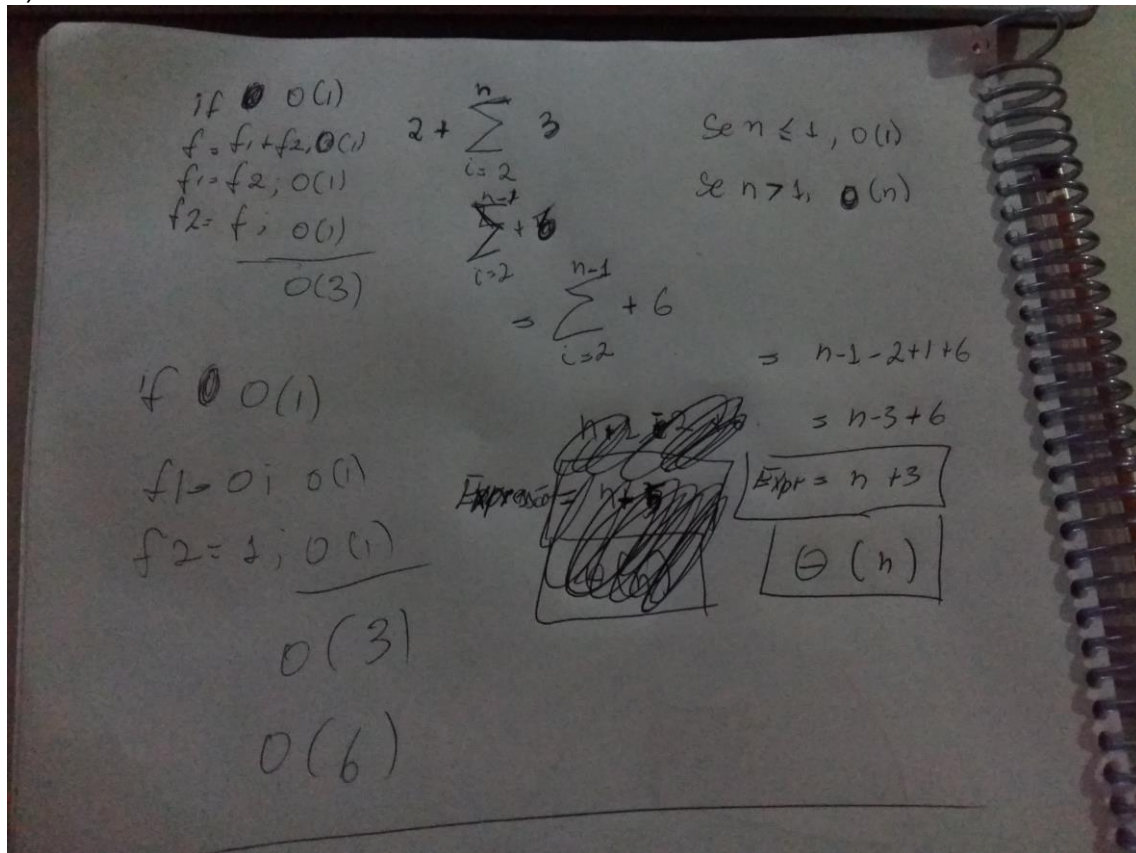 if O(1)
f = f1+f2, O(1)
f1 = f2; O(1)
f2 = f; O(1)
O(3)
if O(1)
f1 = 0; O(1)
f2 = 1; O(1)
O(3)
O(6)
n
2 + ∑ 3
i=2
n-1
∑ + 6
i=2
n-1
= ∑ + 6
i=2
Se n ≤ 1, O(1)
Se n > 1, O(n)
= n-1-2+1+6
= n-3+6
Expr = n+3
Θ(n)